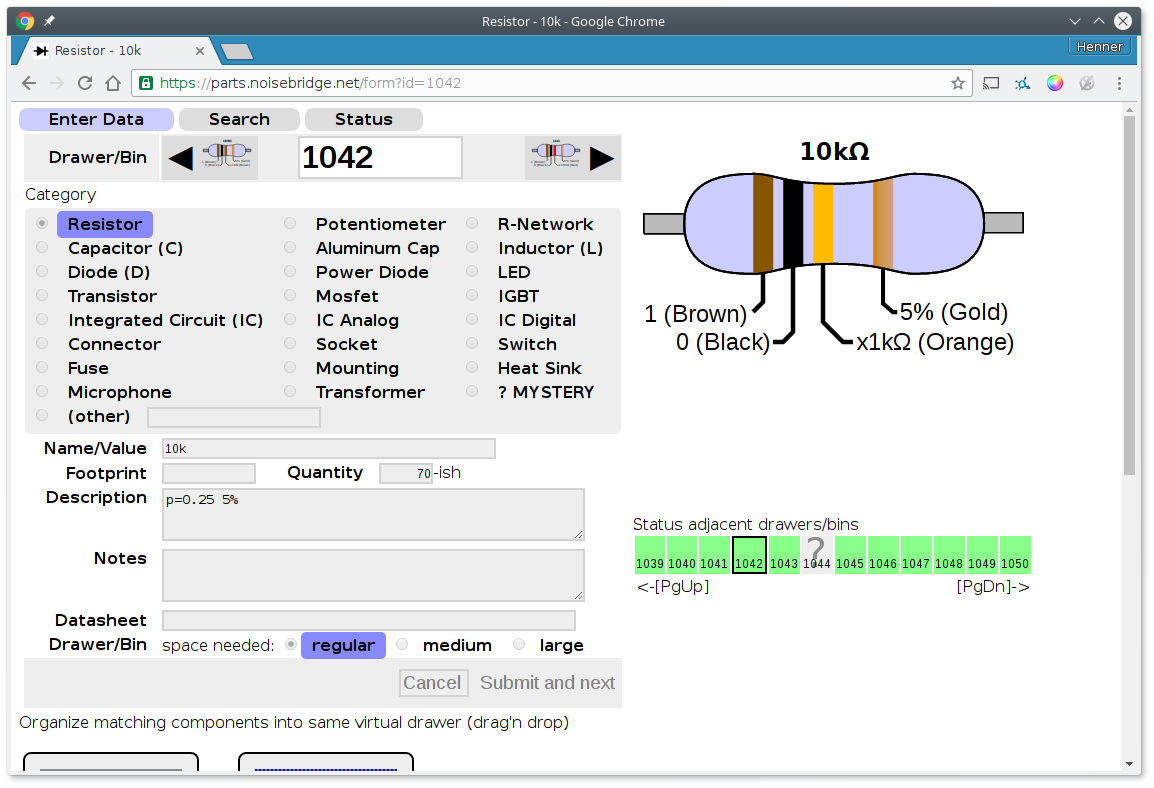 Resistor - 10k - Google Chrome
Resistor - 10k
Henner
https://parts.noisebridge.net/form?id=1042
Enter Data Search Status
Drawer/Bin 1042
Category
Resistor Potentiometer R-Network
Capacitor (C) Aluminum Cap Inductor (L)
Diode (D) Power Diode LED
Transistor Mosfet IGBT
Integrated Circuit (IC) IC Analog IC Digital
Connector Socket Switch
Fuse Mounting Heat Sink
Microphone Transformer ? MYSTERY
(other)
Name/Value 10k
Footprint Quantity 70-ish
Description p=0.25 5%
Notes
Datasheet
Drawer/Bin space needed: regular medium large
Cancel Submit and next
Organize matching components into same virtual drawer (drag'n drop)
10kΩ
1 (Brown) 5% (Gold)
0 (Black) x1kΩ (Orange)
Status adjacent drawers/bins
?
1039 1040 1041 1042 1043 1044 1045 1046 1047 1048 1049 1050
<-[PgUp] [PgDn]->